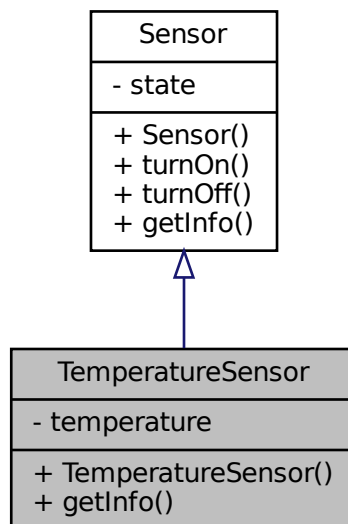 Sensor
- state
+ Sensor()
+ turnOn()
+ turnOff()
+ getInfo()
TemperatureSensor
- temperature
+ TemperatureSensor()
+ getInfo()